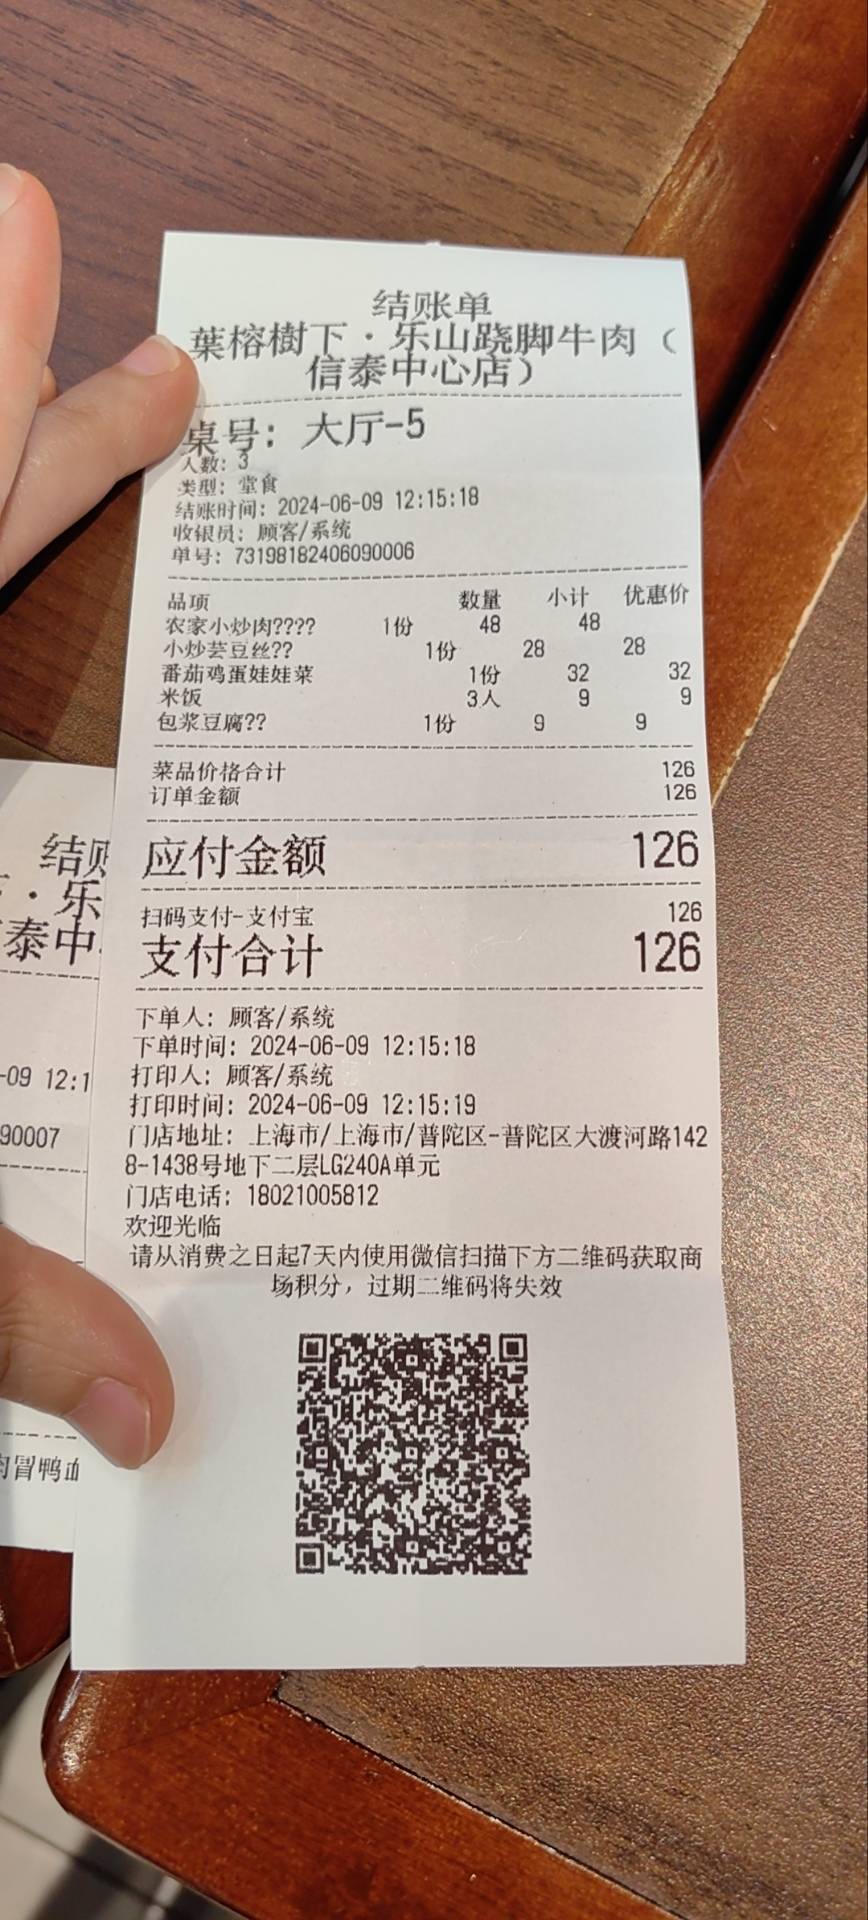 结账单
葉榕樹下·乐山跷脚牛肉（
信泰中心店）
桌号: 大厅-5
人数: 3
类型: 堂食
结账时间: 2024-06-09 12:15:18
收银员: 顾客/系统
单号: 73198182406090006
品项 数量 小计 优惠价
农家小炒肉???? 1份 48 48
小炒芸豆丝?? 1份 28 28
番茄鸡蛋娃娃菜 1份 32 32
米饭 3人 9 9
包浆豆腐?? 1份 9 9
菜品价格合计 126
订单金额 126
应付金额 126
扫码支付-支付宝 126
支付合计 126
下单人: 顾客/系统
下单时间: 2024-06-09 12:15:18
打印人: 顾客/系统
打印时间: 2024-06-09 12:15:19
门店地址: 上海市/上海市/普陀区-普陀区大渡河路142
8-1438号地下二层LG240A单元
门店电话: 18021005812
欢迎光临
请从消费之日起7天内使用微信扫描下方二维码获取商
场积分，过期二维码将失效
结
·乐
泰中
-09 12:1
90007
冒鸭血